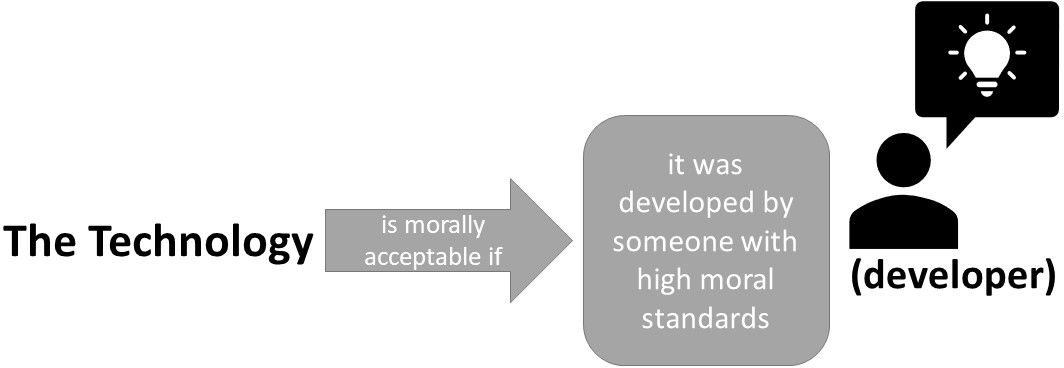 The Technology
is morally
acceptable if
it was
developed by
someone with
high moral
standards
(developer)